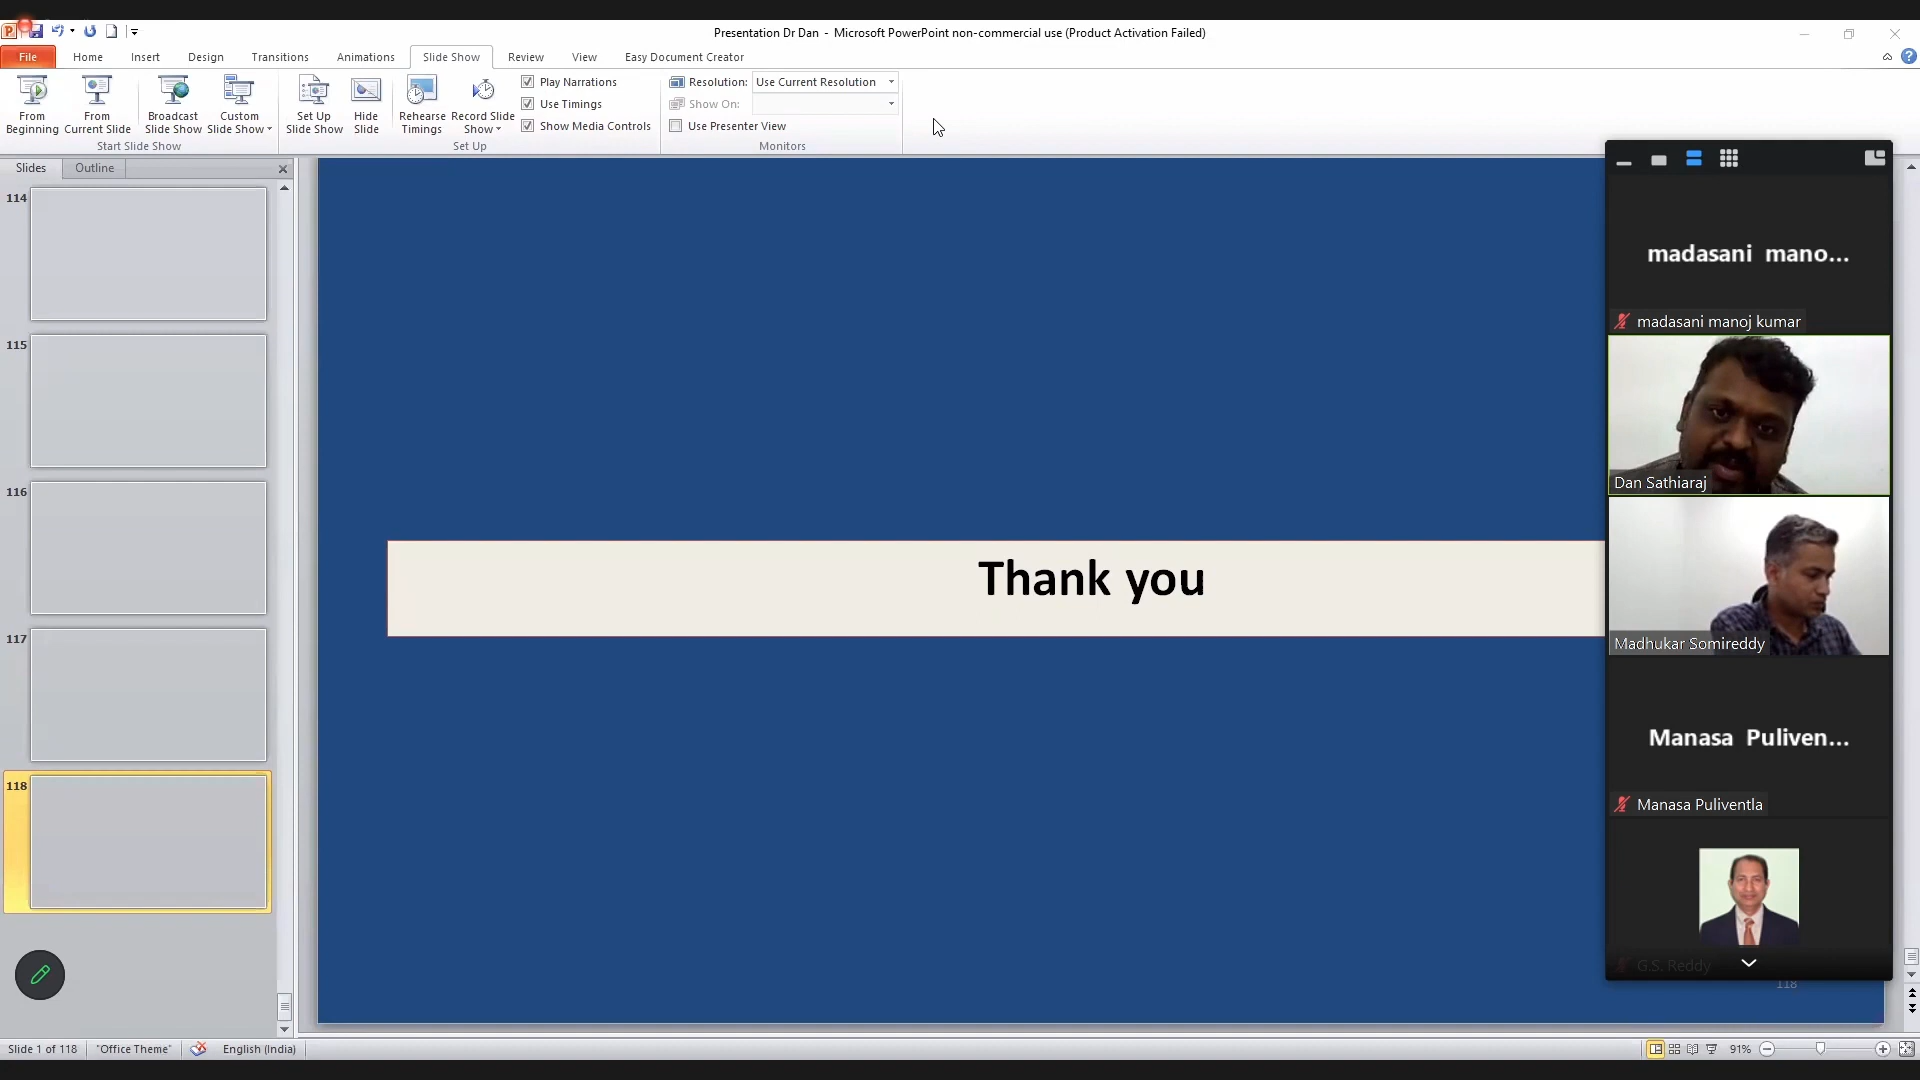 Presentation Dr Dan - Microsoft PowerPoint non-commercial use (Product Activation Failed)
File Home Insert Design Transitions Animations Slide Show Review View Easy Document Creator
From Beginning
From Current Slide
Broadcast Slide Show
Custom Slide Show
Start Slide Show
Set Up Slide Show
Hide Slide
Rehearse Timings
Record Slide Show
Play Narrations
Use Timings
Show Media Controls
Set Up
Resolution: Use Current Resolution
Show On:
Use Presenter View
Monitors
Slides Outline
114
115
116
117
118
Thank you
118
madasani mano...
madasani manoj kumar
Dan Sathiaraj
Madhukar Somireddy
Manasa Puliven...
Manasa Puliventla
G.S. Reddy
Slide 1 of 118 "Office Theme" English (India) 91%